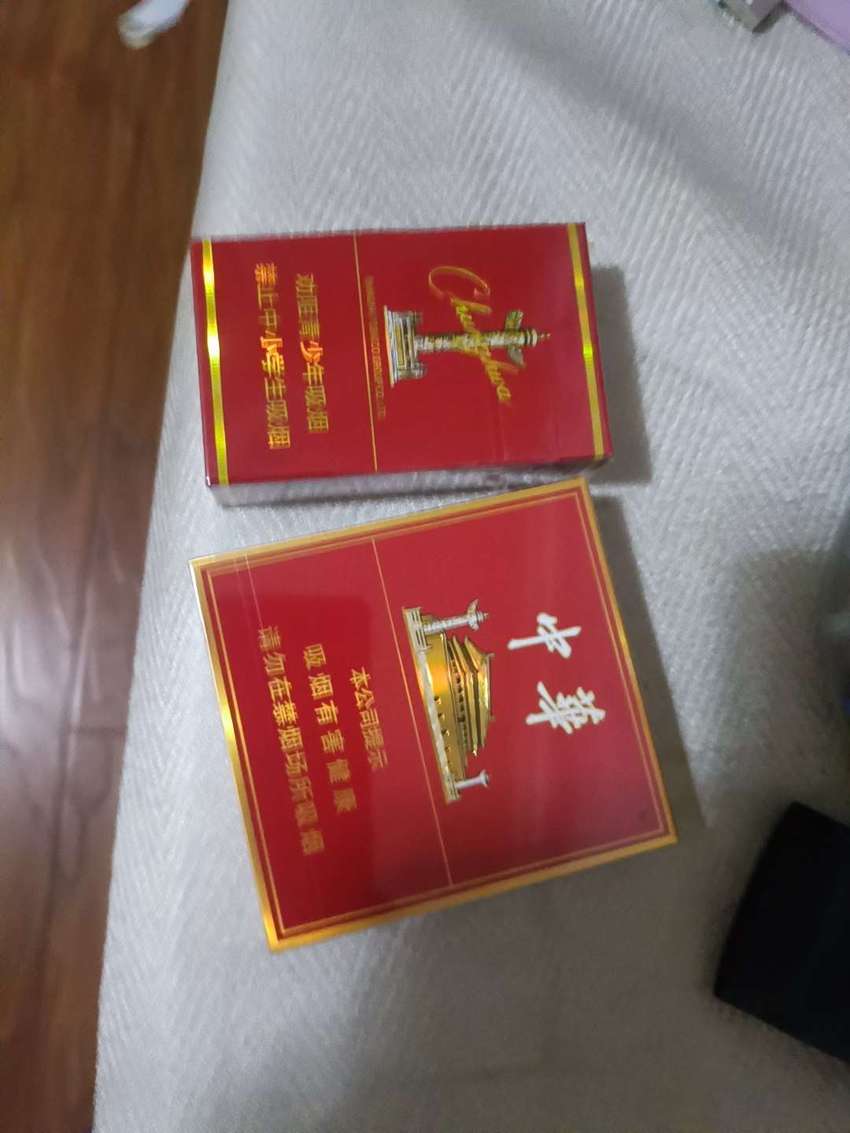 Chunghwa
劝阻青少年吸烟
禁止中小学生吸烟
中華
本公司提示
吸烟有害健康
请勿在禁烟场所吸烟